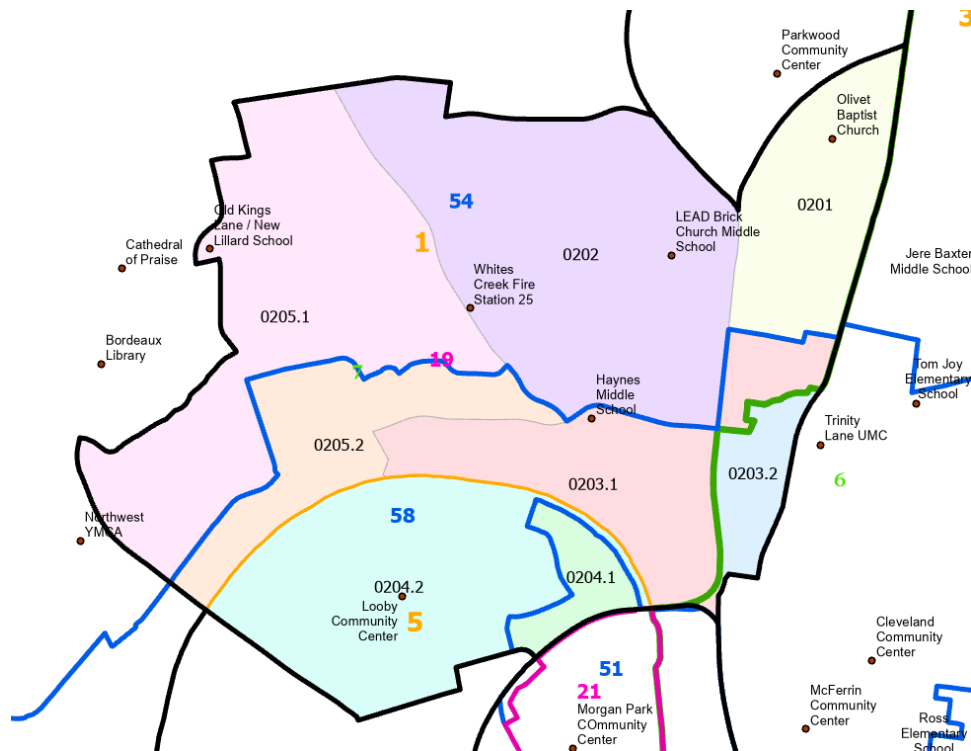 3
Parkwood
Community
Center
Olivet
Baptist
Church
54
0201
Old Kings
Lane / New
Lillard School
LEAD Brick
Church Middle
School
1
Cathedral
of Praise
0202
Jere Baxter
Middle School
Whites
Creek Fire
Station 25
0205.1
Bordeaux
Library
19
7
Haynes
Middle
School
Tom Joy
Elementary
School
Trinity
Lane UMC
0205.2
0203.2
6
0203.1
58
Northwest
YMCA
0204.1
0204.2
Looby
Community
Center
5
Cleveland
Community
Center
51
21
Morgan Park
COmmunity
Center
McFerrin
Community
Center
Ross
Elementary
School